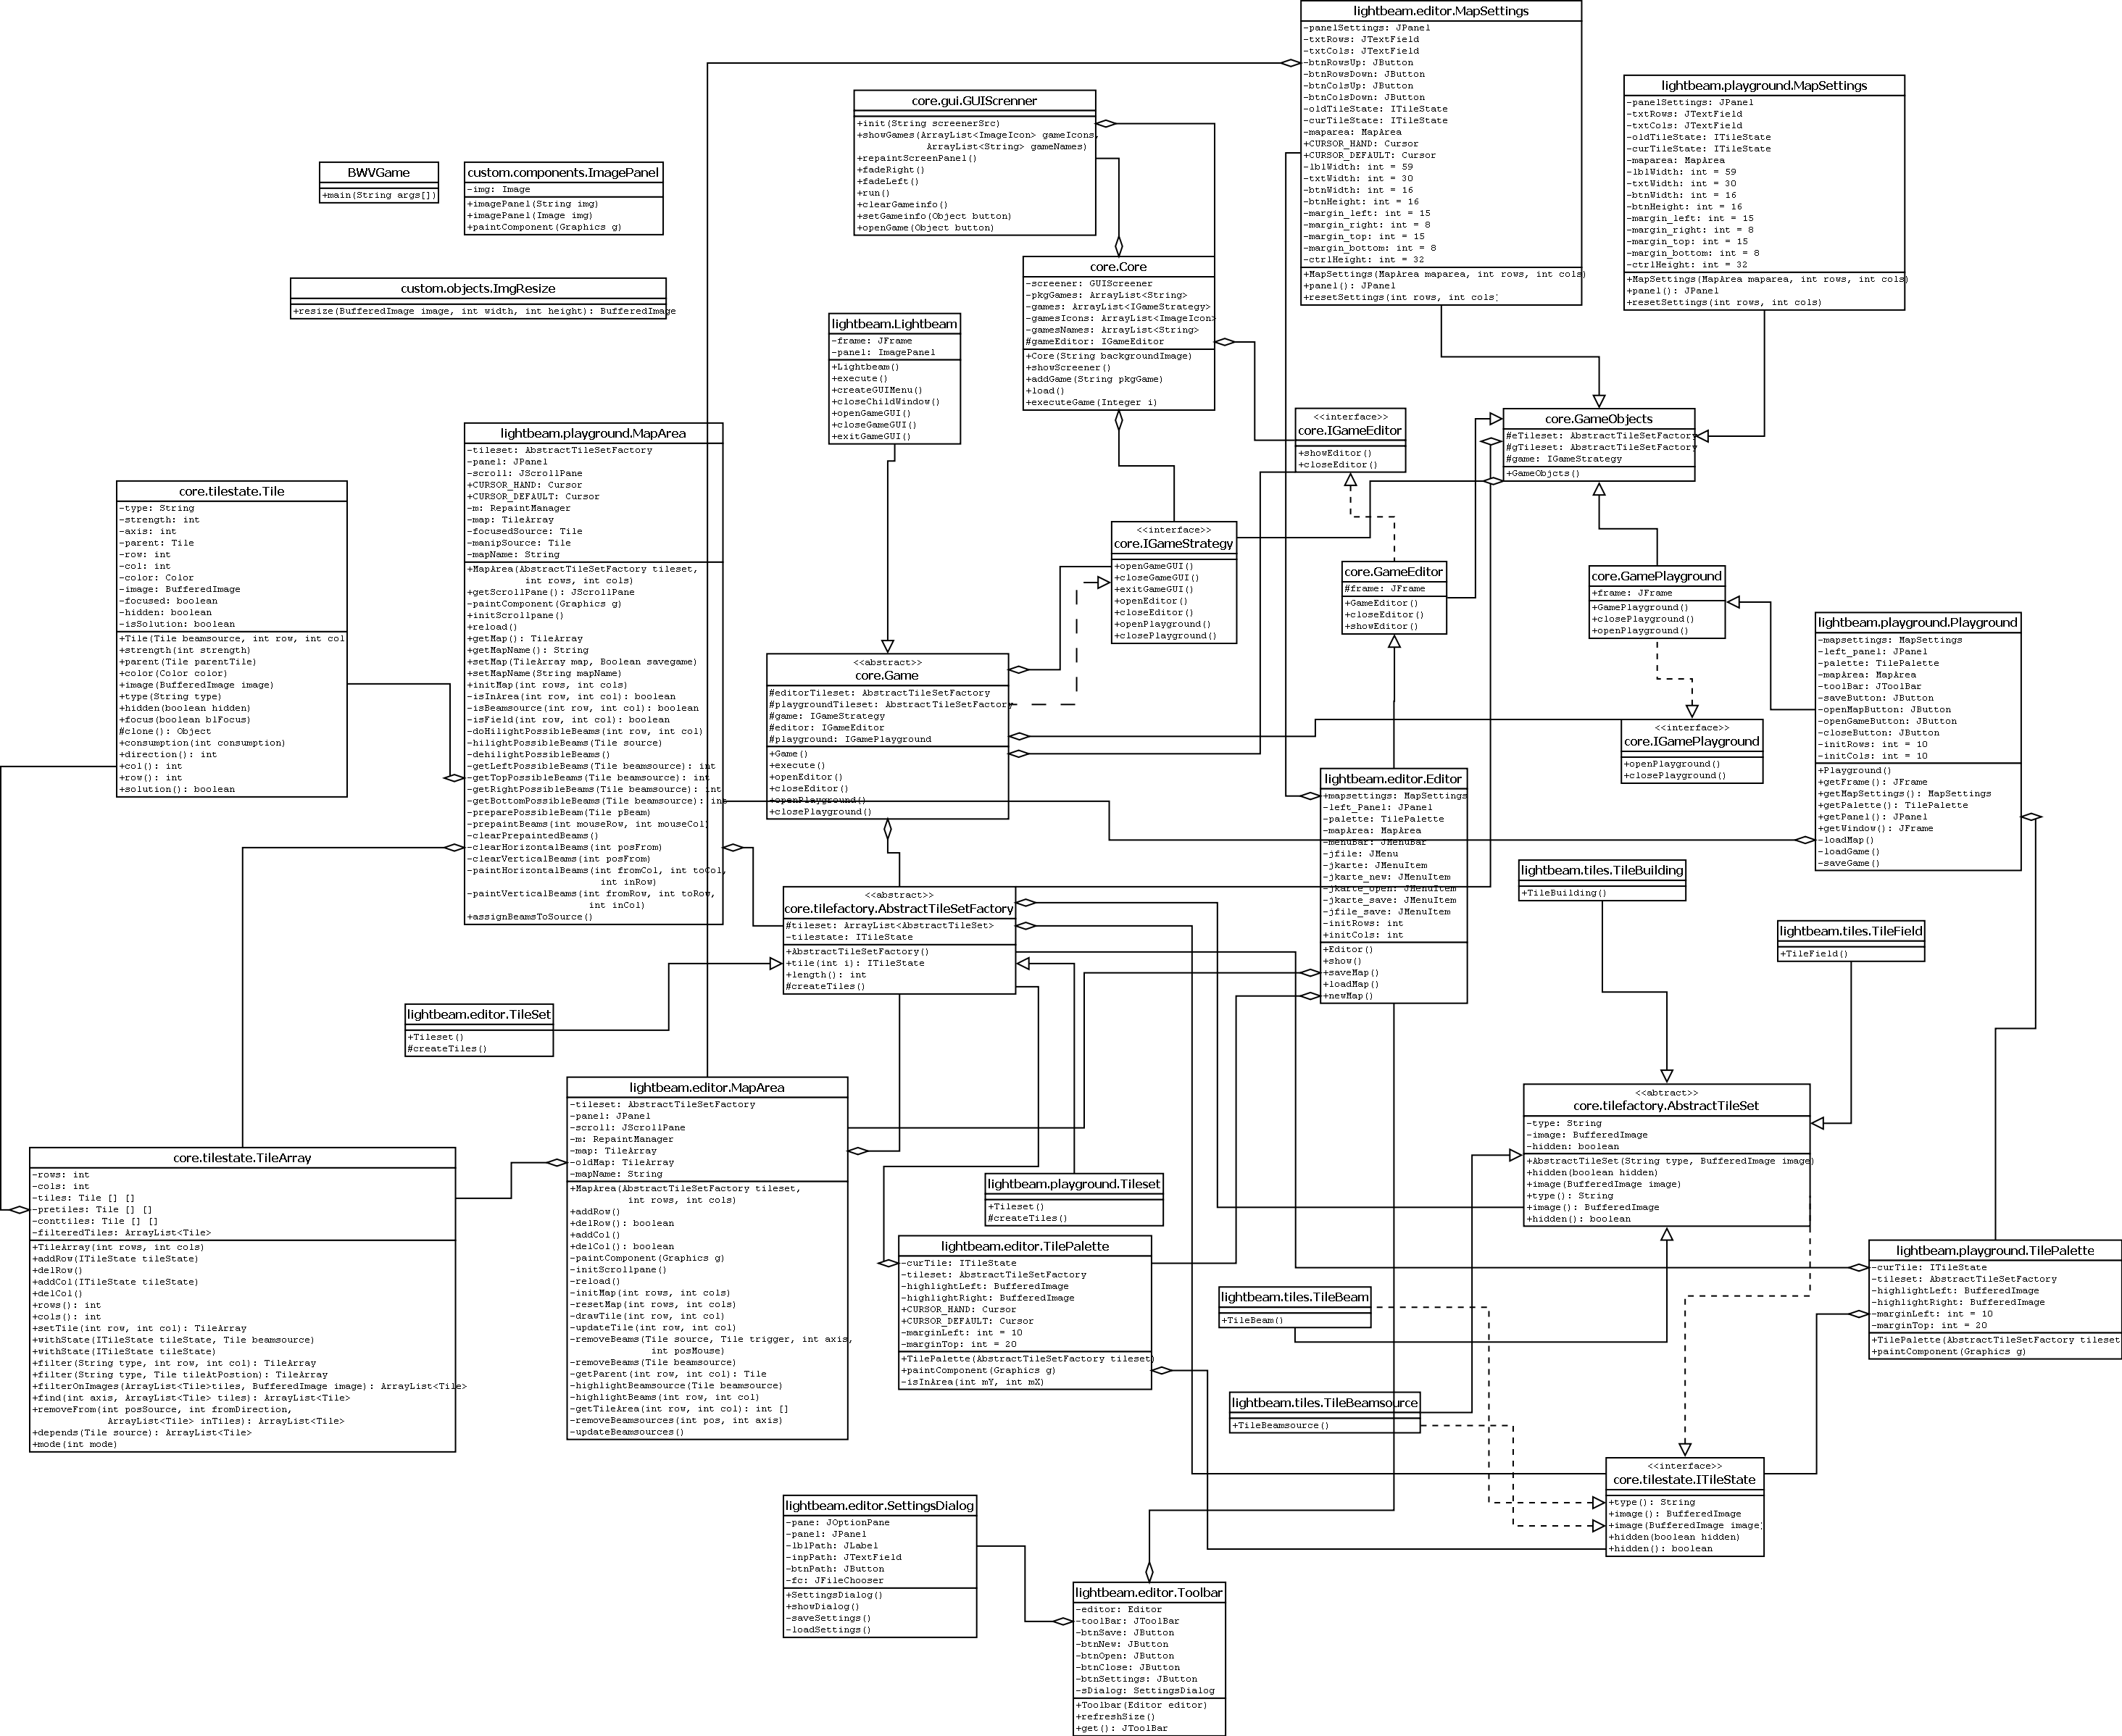 lightbeam.editor.MapSettings
-panelSettings: JPanel
-txtRows: JTextField
-txtCols: JTextField
-btnRowsUp: JButton
-btnRowsDown: JButton
-btnColsUp: JButton
-btnColsDown: JButton
-oldTileState: ITileState
-curTileState: ITileState
-maparea: MapArea
+CURSOR_HAND: Cursor
+CURSOR_DEFAULT: Cursor
-lblWidth: int = 59
-txtWidth: int = 30
-btnWidth: int = 16
-btnHeight: int = 16
-margin_left: int = 15
-margin_right: int = 8
-margin_top: int = 15
-margin_bottom: int = 8
-ctrlHeight: int = 32
+MapSettings(MapArea maparea, int rows, int cols)
+panel(): JPanel
+resetSettings(int rows, int cols)
lightbeam.playground.MapSettings
-panelSettings: JPanel
-txtRows: JTextField
-txtCols: JTextField
-oldTileState: ITileState
-curTileState: ITileState
-maparea: MapArea
-lblWidth: int = 59
-txtWidth: int = 30
-btnWidth: int = 16
-btnHeight: int = 16
-margin_left: int = 15
-margin_right: int = 8
-margin_top: int = 15
-margin_bottom: int = 8
-ctrlHeight: int = 32
+MapSettings(MapArea maparea, int rows, int cols)
+panel(): JPanel
+resetSettings(int rows, int cols)
core.gui.GUIScrenner
+init(String screenerSrc)
+showGames(ArrayList<ImageIcon> gameIcons,
ArrayList<String> gameNames)
+repaintScreenPanel()
+fadeRight()
+fadeLeft()
+run()
+clearGameinfo()
+setGameinfo(Object button)
+openGame(Object button)
BWVGame
+main(String args[])
custom.components.ImagePanel
-img: Image
+imagePanel(String img)
+imagePanel(Image img)
+paintComponent(Graphics g)
custom.objects.ImgResize
+resize(BufferedImage image, int width, int height): BufferedImage
core.Core
-screener: GUIScreener
-pkgGames: ArrayList<String>
-games: ArrayList<IGameStrategy>
-gamesIcons: ArrayList<ImageIcon>
-gamesNames: ArrayList<String>
#gameEditor: IGameEditor
+Core(String backgroundImage)
+showScreener()
+addGame(String pkgGame)
+load()
+executeGame(Integer i)
lightbeam.Lightbeam
-frame: JFrame
-panel: ImagePanel
+Lightbeam()
+execute()
+createGUIMenu()
+closeChildWindow()
+openGameGUI()
+closeGameGUI()
+exitGameGUI()
<<interface>>
core.IGameEditor
+showEditor()
+closeEditor()
core.GameObjects
#eTileset: AbstractTileSetFactory
#gTileset: AbstractTileSetFactory
#game: IGameStrategy
+GameObjcts()
lightbeam.playground.MapArea
-tileset: AbstractTileSetFactory
-panel: JPanel
-scroll: JScrollPane
+CURSOR_HAND: Cursor
+CURSOR_DEFAULT: Cursor
-m: RepaintManager
-map: TileArray
-focusedSource: Tile
-manipSource: Tile
-mapName: String
+MapArea(AbstractTileSetFactory tileset,
int rows, int cols)
+getScrollPane(): JScrollPane
-paintComponent(Graphics g)
+initScrollpane()
+reload()
+getMap(): TileArray
+getMapName(): String
+setMap(TileArray map, Boolean savegame)
+setMapName(String mapName)
+initMap(int rows, int cols)
-isInArea(int row, int col): boolean
-isBeamsource(int row, int col): boolean
-isField(int row, int col): boolean
-doHilightPossibleBeams(int row, int col)
-hilightPossibleBeams(Tile source)
-dehilightPossibleBeams()
-getLeftPossibleBeams(Tile beamsource): int
-getTopPossibleBeams(Tile beamsource): int
-getRightPossibleBeams(Tile beamsource): int
-getBottomPossibleBeams(Tile beamsource): int
-preparePossibleBeam(Tile pBeam)
-prepaintBeams(int mouseRow, int mouseCol)
-clearPrepaintedBeams()
-clearHorizontalBeams(int posFrom)
-clearVerticalBeams(int posFrom)
-paintHorizontalBeams(int fromCol, int toCol,
int inRow)
-paintVerticalBeams(int fromRow, int toRow,
int inCol)
+assignBeamsToSource()
core.tilestate.Tile
-type: String
-strength: int
-axis: int
-parent: Tile
-row: int
-col: int
-color: Color
-image: BufferedImage
-focused: boolean
-hidden: boolean
-isSolution: boolean
+Tile(Tile beamsource, int row, int col
+strength(int strength)
+parent(Tile parentTile)
+color(Color color)
+image(BufferedImage image)
+type(String type)
+hidden(boolean hidden)
+focus(boolean blFocus)
#clone(): Object
+consumption(int consumption)
+direction(): int
+col(): int
+row(): int
+solution(): boolean
<<interface>>
core.IGameStrategy
+openGameGUI()
+closeGameGUI()
+exitGameGUI()
+openEditor()
+closeEditor()
+openPlayground()
+closePlayground()
core.GameEditor
#frame: JFrame
+GameEditor()
+closeEditor()
+showEditor()
core.GamePlayground
+frame: JFrame
+GamePlayground()
+closePlayground()
+openPlayground()
lightbeam.playground.Playground
-mapsettings: MapSettings
-left_panel: JPanel
-palette: TilePalette
-mapArea: MapArea
-toolBar: JToolBar
-saveButton: JButton
-openMapButton: JButton
-openGameButton: JButton
-closeButton: JButton
-initRows: int = 10
-initCols: int = 10
+Playground()
+getFrame(): JFrame
+getMapSettings(): MapSettings
+getPalette(): TilePalette
+getPanel(): JPanel
+getWindow(): JFrame
-loadMap()
-loadGame()
-saveGame()
<<abstract>>
core.Game
#editorTileset: AbstractTileSetFactory
#playgroundTileset: AbstractTileSetFactory
#game: IGameStrategy
#editor: IGameEditor
#playground: IGamePlayground
+Game()
+execute()
+openEditor()
+closeEditor()
+openPlayground()
+closePlayground()
<<interface>>
core.IGamePlayground
+openPlayground()
+closePlayground()
lightbeam.editor.Editor
+mapsettings: MapSettings
-left_Panel: JPanel
-palette: TilePalette
-mapArea: MapArea
-menuBar: JMenuBar
-jfile: JMenu
-jkarte: JMenuItem
-jkarte_new: JMenuItem
-jkarte_open: JMenuItem
-jkarte_save: JMenuItem
-jfile_save: JMenuItem
-initRows: int
+initCols: int
+Editor()
+show()
+saveMap()
+loadMap()
+newMap()
lightbeam.tiles.TileBuilding
+TileBuilding()
lightbeam.tiles.TileField
+TileField()
<<abstract>>
core.tilefactory.AbstractTileSetFactory
#tileset: ArrayList<AbstractTileSet>
-tilestate: ITileState
+AbstractTileSetFactory()
+tile(int i): ITileState
+length(): int
#createTiles()
lightbeam.editor.TileSet
+Tileset()
#createTiles()
lightbeam.editor.MapArea
-tileset: AbstractTileSetFactory
-panel: JPanel
-scroll: JScrollPane
-m: RepaintManager
-map: TileArray
-oldMap: TileArray
-mapName: String
+MapArea(AbstractTileSetFactory tileset,
int rows, int cols)
+addRow()
+delRow(): boolean
+addCol()
+delCol(): boolean
-paintComponent(Graphics g)
-initScrollpane()
-reload()
-initMap(int rows, int cols)
-resetMap(int rows, int cols)
-drawTile(int row, int col)
-updateTile(int row, int col)
-removeBeams(Tile source, Tile trigger, int axis,
int posMouse)
-removeBeams(Tile beamsource)
-getParent(int row, int col): Tile
-highlightBeamsource(Tile beamsource)
-highlightBeams(int row, int col)
-getTileArea(int row, int col): int []
-removeBeamsources(int pos, int axis)
-updateBeamsources()
<<abtract>>
core.tilefactory.AbstractTileSet
-type: String
-image: BufferedImage
-hidden: boolean
+AbstractTileSet(String type, BufferedImage image)
+hidden(boolean hidden)
+image(BufferedImage image)
+type(): String
+image(): BufferedImage
+hidden(): boolean
core.tilestate.TileArray
-rows: int
-cols: int
-tiles: Tile [] []
-pretiles: Tile [] []
-conttiles: Tile [] []
-filteredTiles: ArrayList<Tile>
+TileArray(int rows, int cols)
+addRow(ITileState tileState)
+delRow()
+addCol(ITileState tileState)
+delCol()
+rows(): int
+cols(): int
+setTile(int row, int col): TileArray
+withState(ITileState tileState, Tile beamsource)
+withState(ITileState tileState)
+filter(String type, int row, int col): TileArray
+filter(String type, Tile tileAtPostion): TileArray
+filterOnImages(ArrayList<Tile>tiles, BufferedImage image): ArrayList<Tile>
+find(int axis, ArrayList<Tile> tiles): ArrayList<Tile>
+removeFrom(int posSource, int fromDirection,
ArrayList<Tile> inTiles): ArrayList<Tile>
+depends(Tile source): ArrayList<Tile>
+mode(int mode)
lightbeam.playground.Tileset
+Tileset()
#createTiles()
lightbeam.editor.TilePalette
-curTile: ITileState
-tileset: AbstractTileSetFactory
-highlightLeft: BufferedImage
-highlightRight: BufferedImage
+CURSOR_HAND: Cursor
+CURSOR_DEFAULT: Cursor
-marginLeft: int = 10
-marginTop: int = 20
+TilePalette(AbstractTileSetFactory tileset)
+paintComponent(Graphics g)
-isInArea(int mY, int mX)
lightbeam.playground.TilePalette
-curTile: ITileState
-tileset: AbstractTileSetFactory
-highlightLeft: BufferedImage
-highlightRight: BufferedImage
-marginLeft: int = 10
-marginTop: int = 20
+TilePalette(AbstractTileSetFactory tileset
+paintComponent(Graphics g)
lightbeam.tiles.TileBeam
+TileBeam()
lightbeam.tiles.TileBeamsource
+TileBeamsource()
<<interface>>
core.tilestate.ITileState
+type(): String
+image(): BufferedImage
+image(BufferedImage image)
+hidden(boolean hidden)
+hidden(): boolean
lightbeam.editor.SettingsDialog
-pane: JOptionPane
-panel: JPanel
-lblPath: JLabel
-inpPath: JTextField
-btnPath: JButton
-fc: JFileChooser
+SettingsDialog()
+showDialog()
-saveSettings()
-loadSettings()
lightbeam.editor.Toolbar
-editor: Editor
-toolBar: JToolBar
-btnSave: JButton
-btnNew: JButton
-btnOpen: JButton
-btnClose: JButton
-btnSettings: JButton
-sDialog: SettingsDialog
+Toolbar(Editor editor)
+refreshSize()
+get(): JToolBar